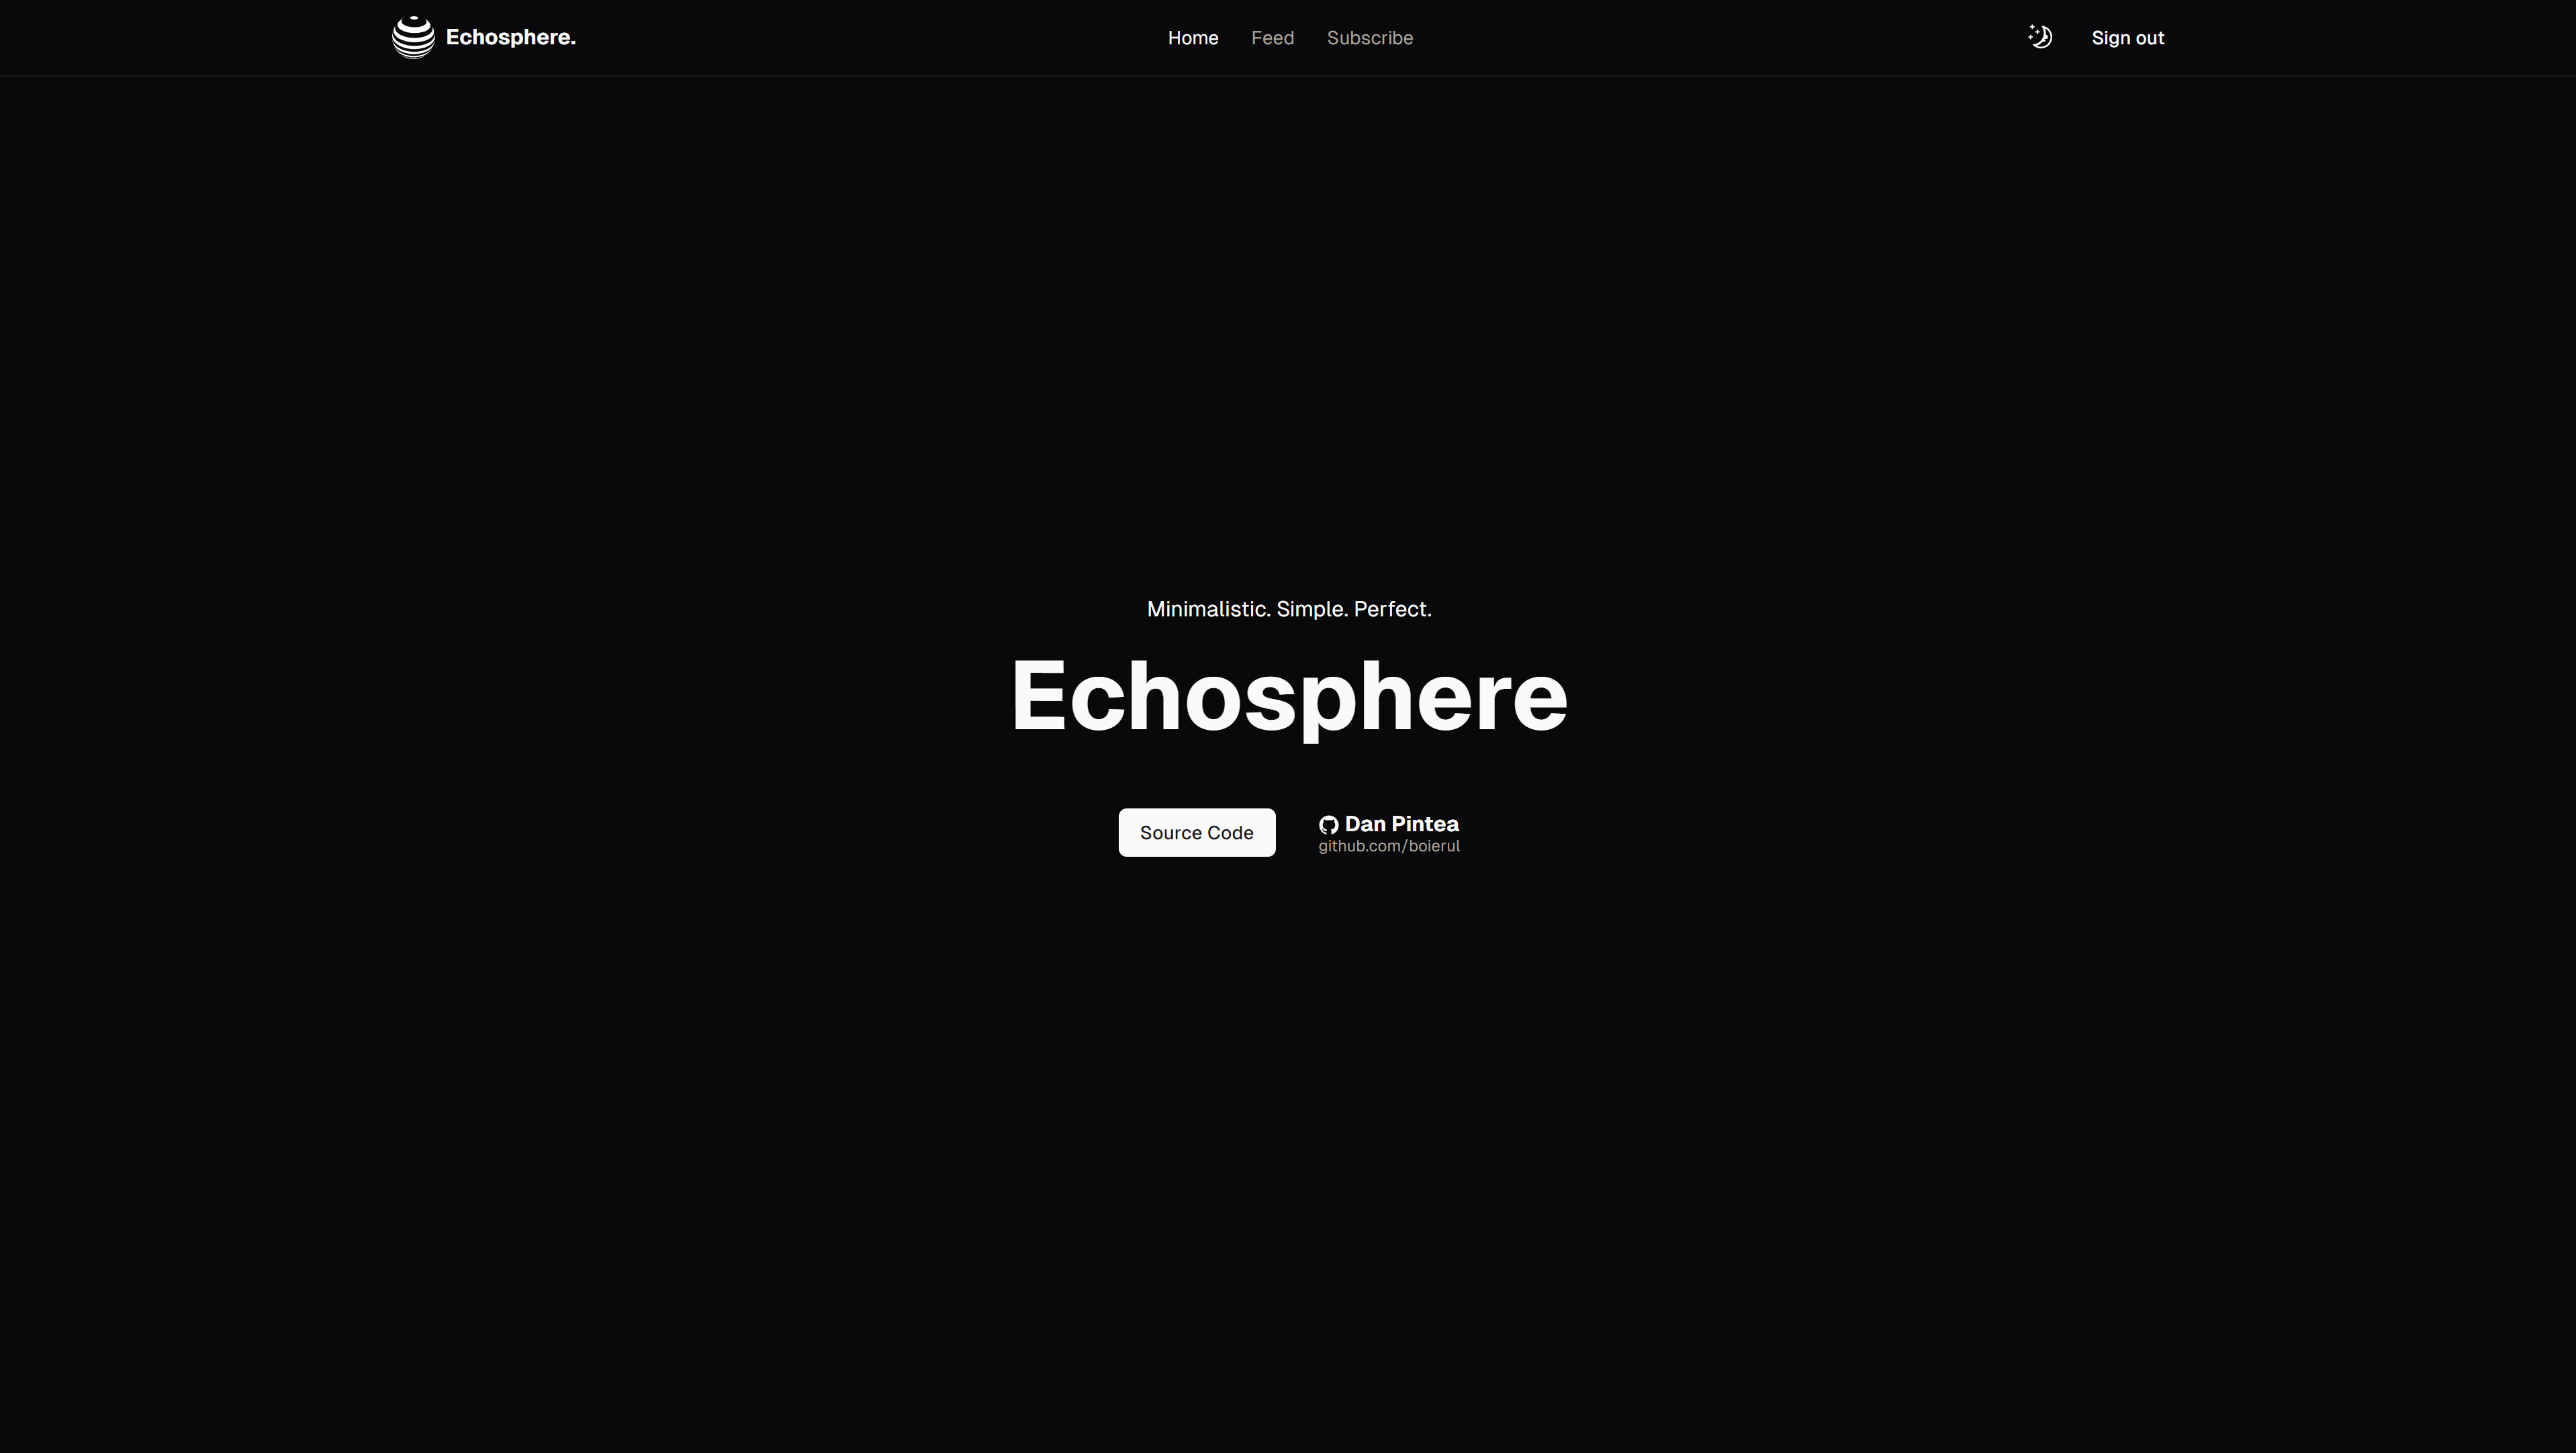 Echosphere.
Home
Feed
Subscribe
Sign out
Minimalistic. Simple. Perfect.
Echosphere
Source Code
Dan Pintea
github.com/boierul